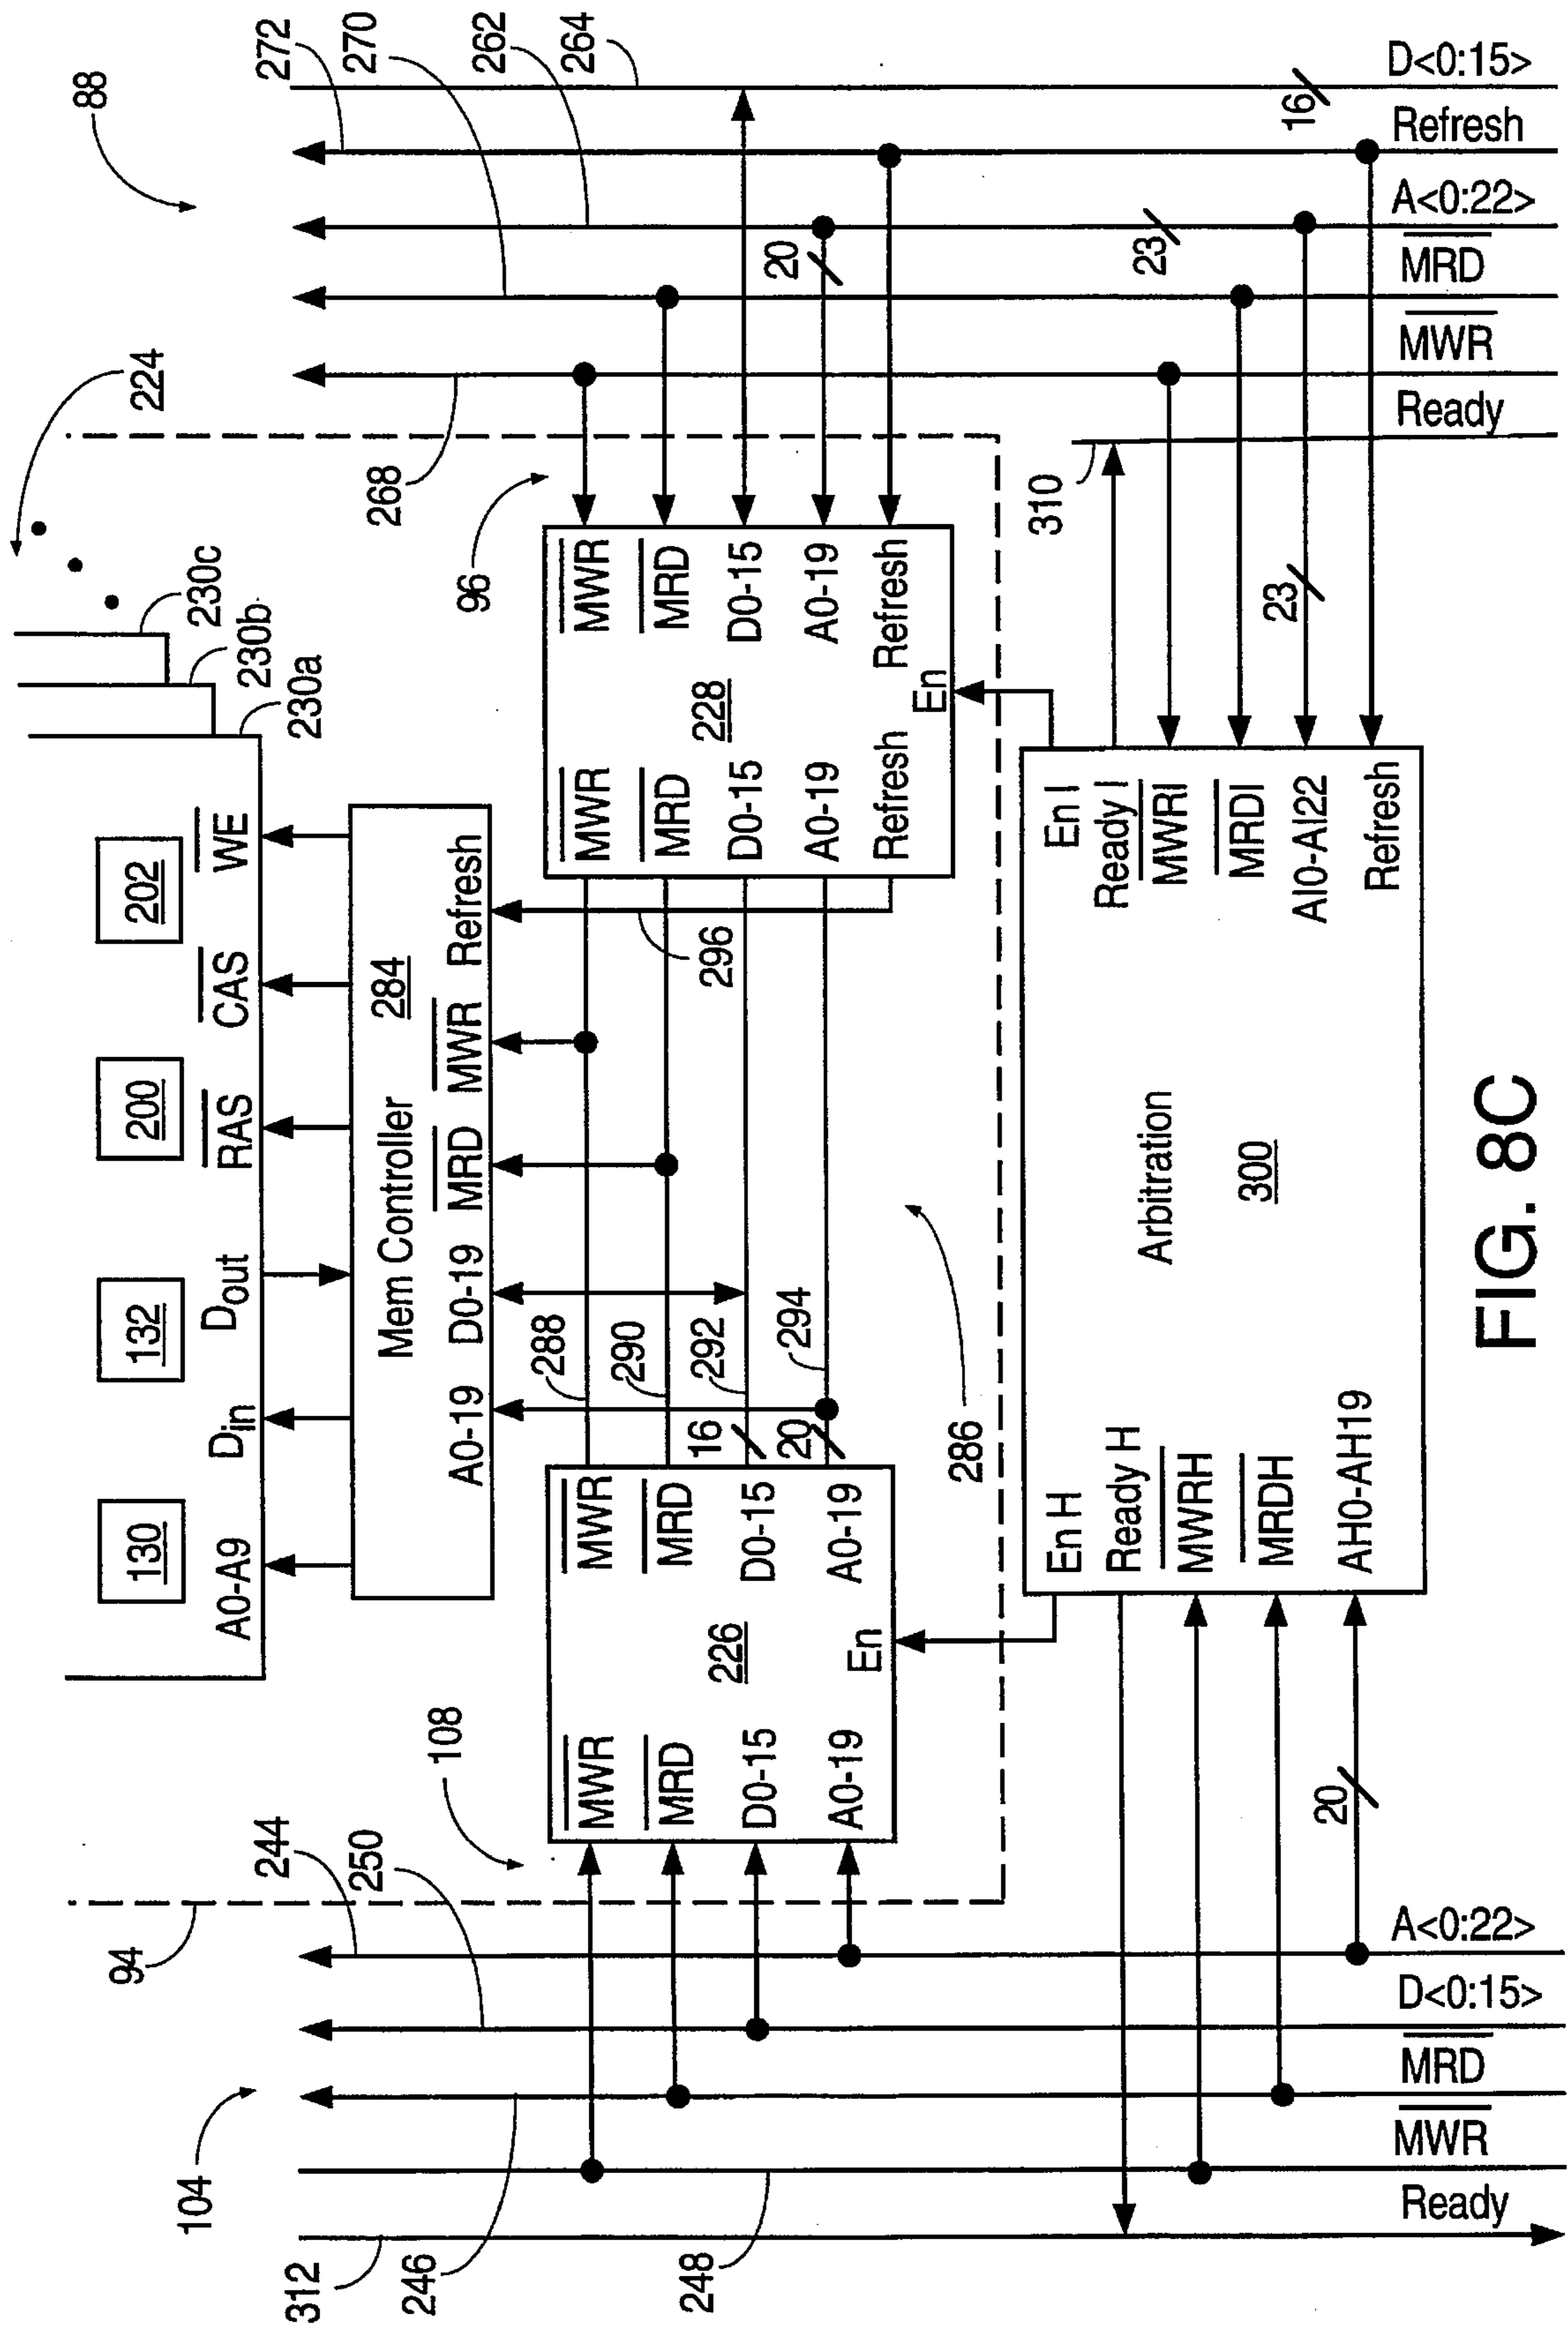 88
94
130
132
200
202
224
104
A0-A9
Din
Dout
RAS
CAS
WE
230c
230b
230a
244
272
312
250
270
Mem Controller
284
268
246
108
A0-19
D0-19
MRD
MWR
Refresh
96
262
288
264
MWR
MWR
MWR
MWR
290
MRD
MRD
MRD
MRD
248
16
292
296
226
228
D0-15
D0-15
D0-15
D0-15
20
294
20
A0-19
A0-19
A0-19
A0-19
En
Refresh
Refresh
En
286
310
En H
En I
Ready H
Ready I
Arbitration
23
MWRH
MWRI
300
MRDH
MRDI
20
AH0-AH19
AI0-AI22
23
16
Refresh
Ready
MWR
MRD
D<0:15>
A<0:22>
Ready
MWR
MRD
A<0:22>
Refresh
D<0:15>
FIG. 8C